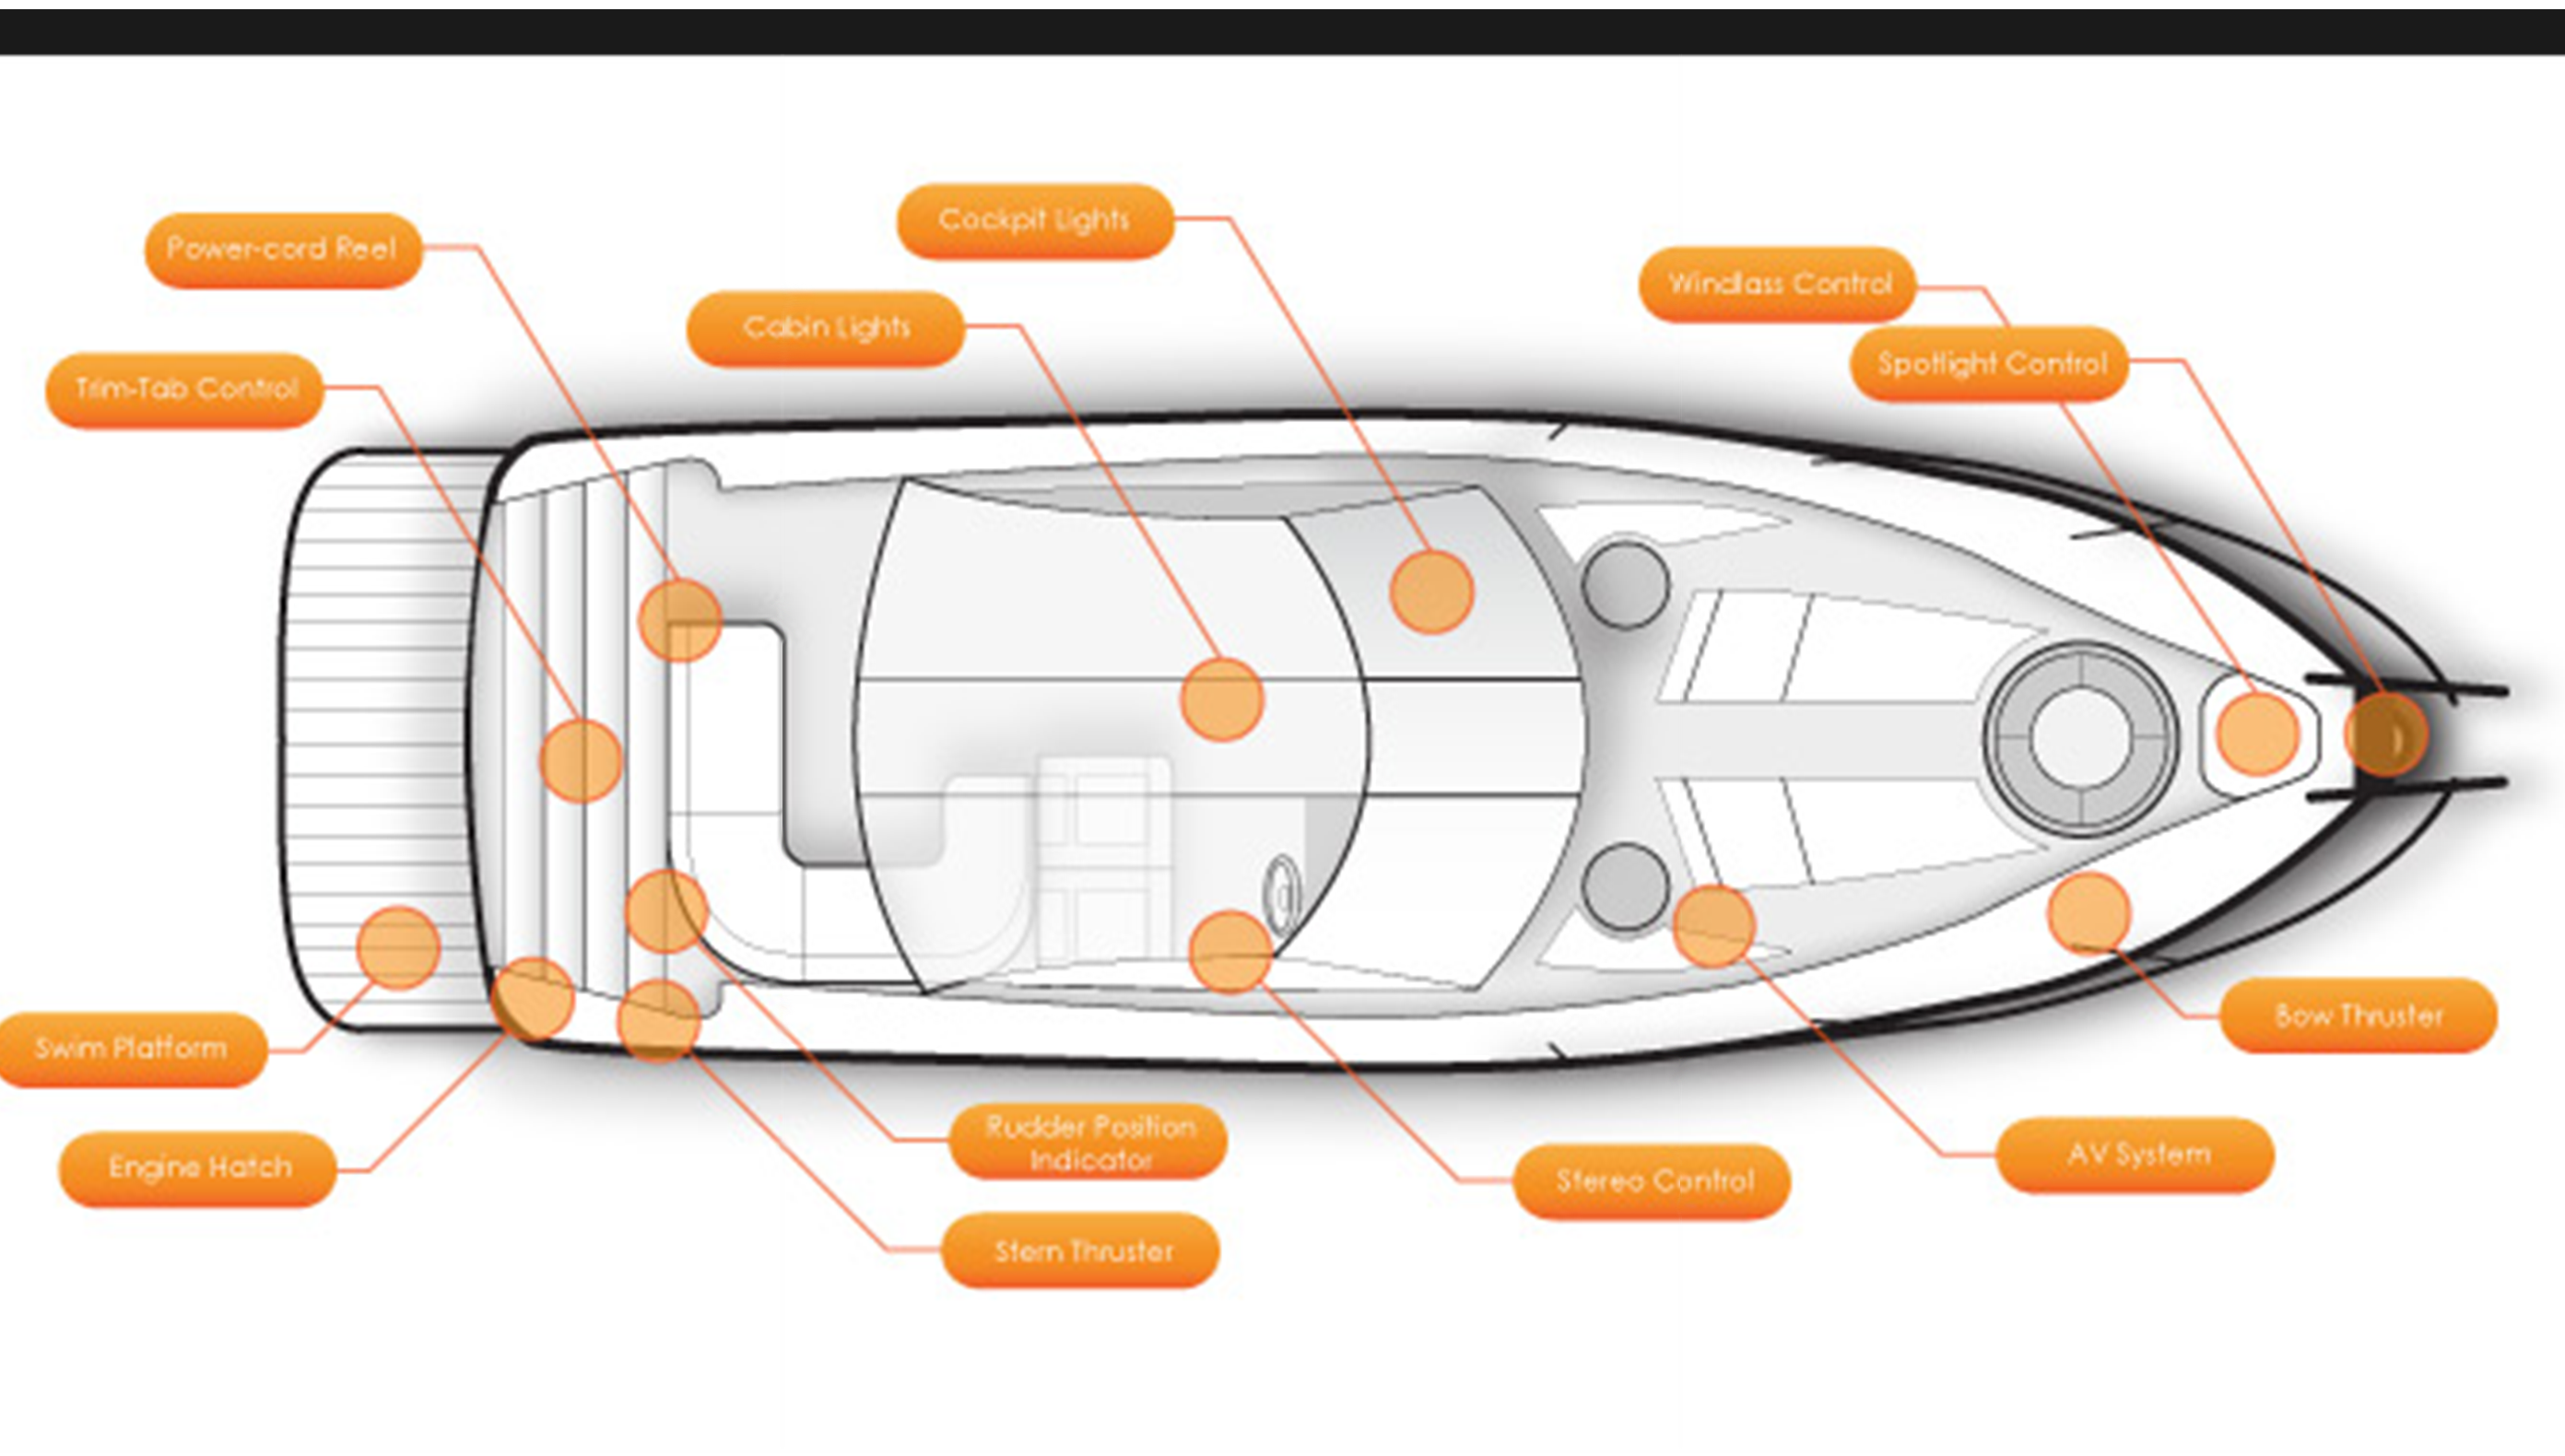 Cockpit Lights
Power-cord Reel
Windlass Control
Cabin Lights
Spotlight Control
Trim-Tab Control
Bow Thruster
Swim Platform
Rudder Position
Indicator
AV System
Engine Hatch
Stereo Control
Stern Thruster